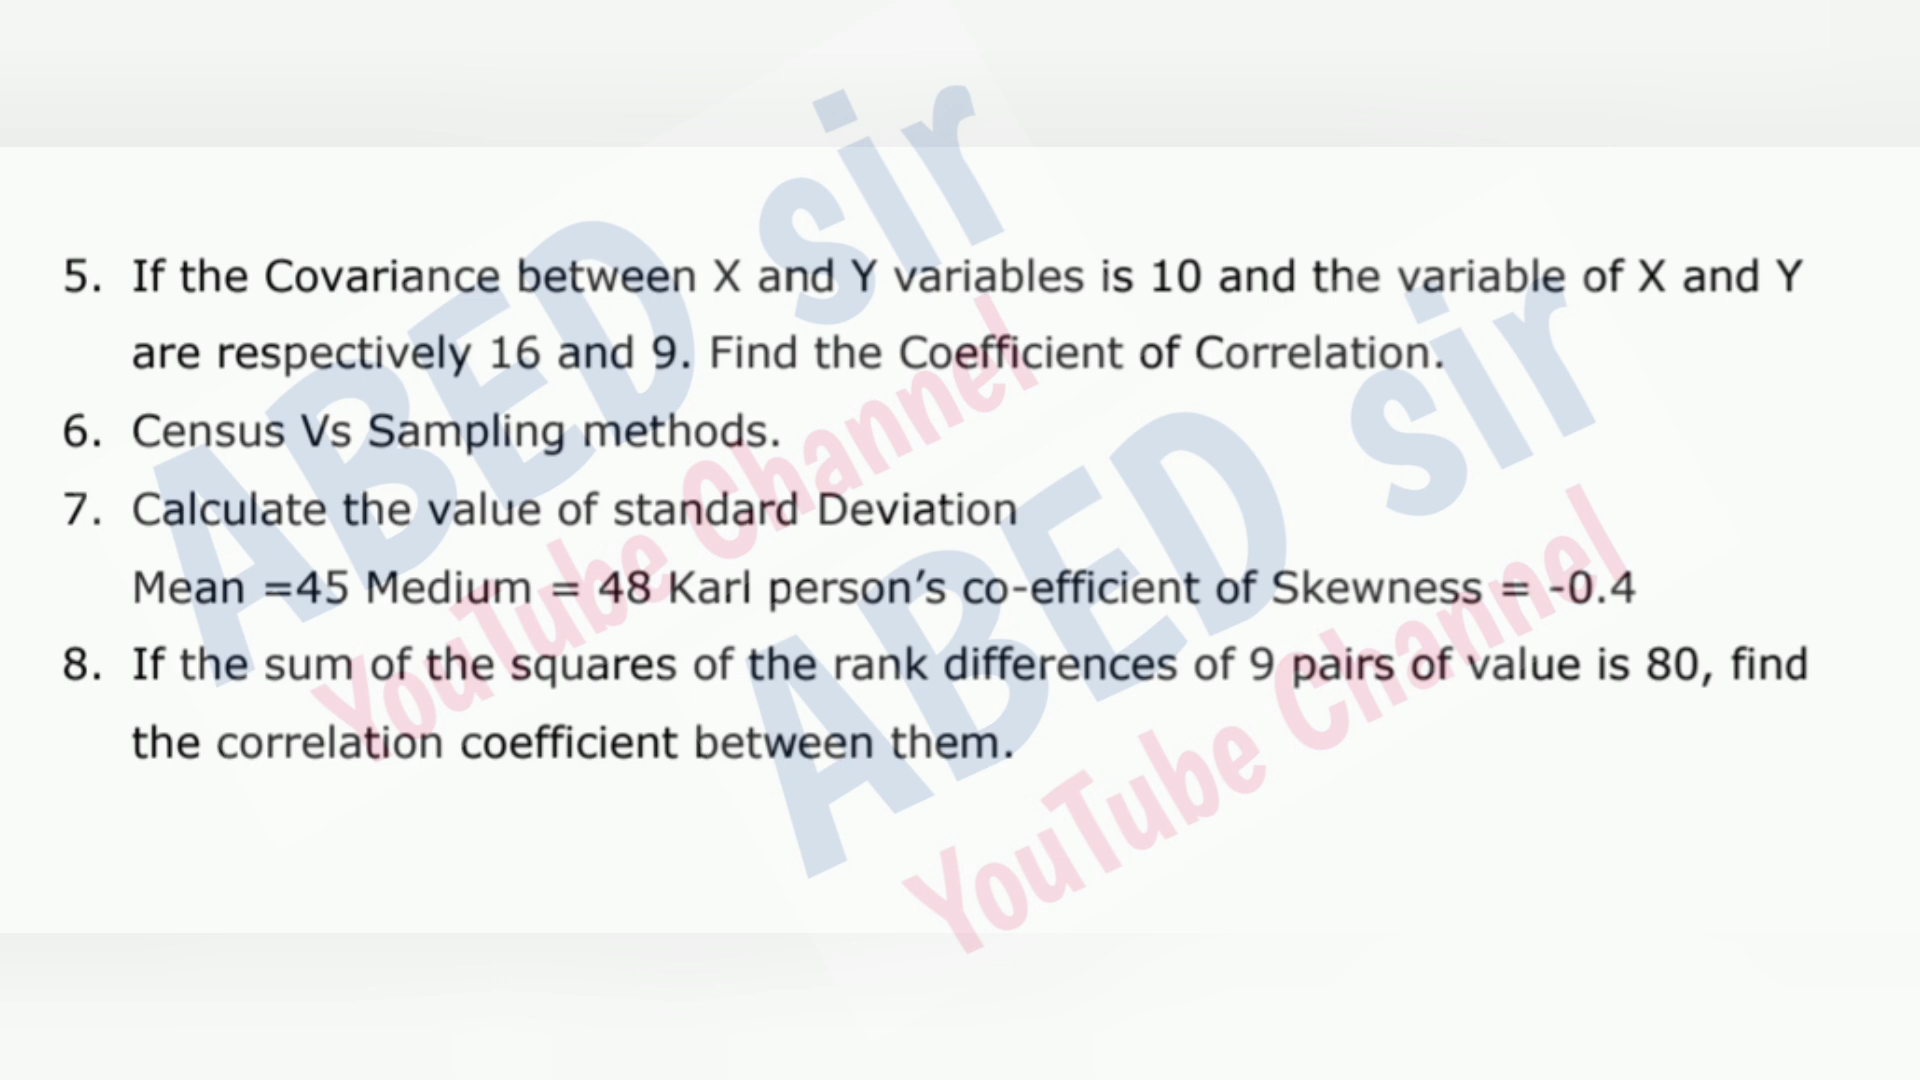 ABED sir
YouTube Channel
5. If the Covariance between X and Y variables is 10 and the variable of X and Y
are respectively 16 and 9. Find the Coefficient of Correlation.
6. Census Vs Sampling methods.
7. Calculate the value of standard Deviation
Mean =45 Medium = 48 Karl person’s co-efficient of Skewness = -0.4
8. If the sum of the squares of the rank differences of 9 pairs of value is 80, find
the correlation coefficient between them.
ABED sir
YouTube Channel